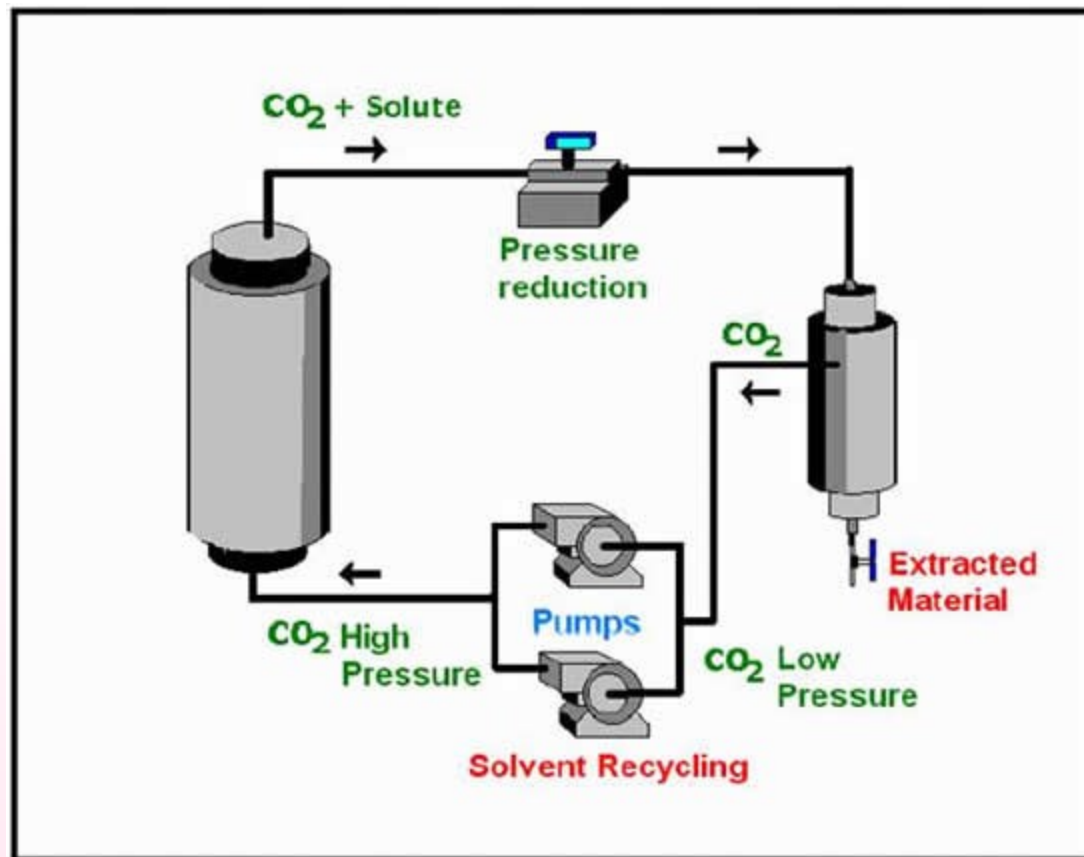 CO2 + Solute
Pressure
reduction
CO2
Extracted
Material
Pumps
CO2 High
Pressure
CO2 Low
Pressure
Solvent Recycling